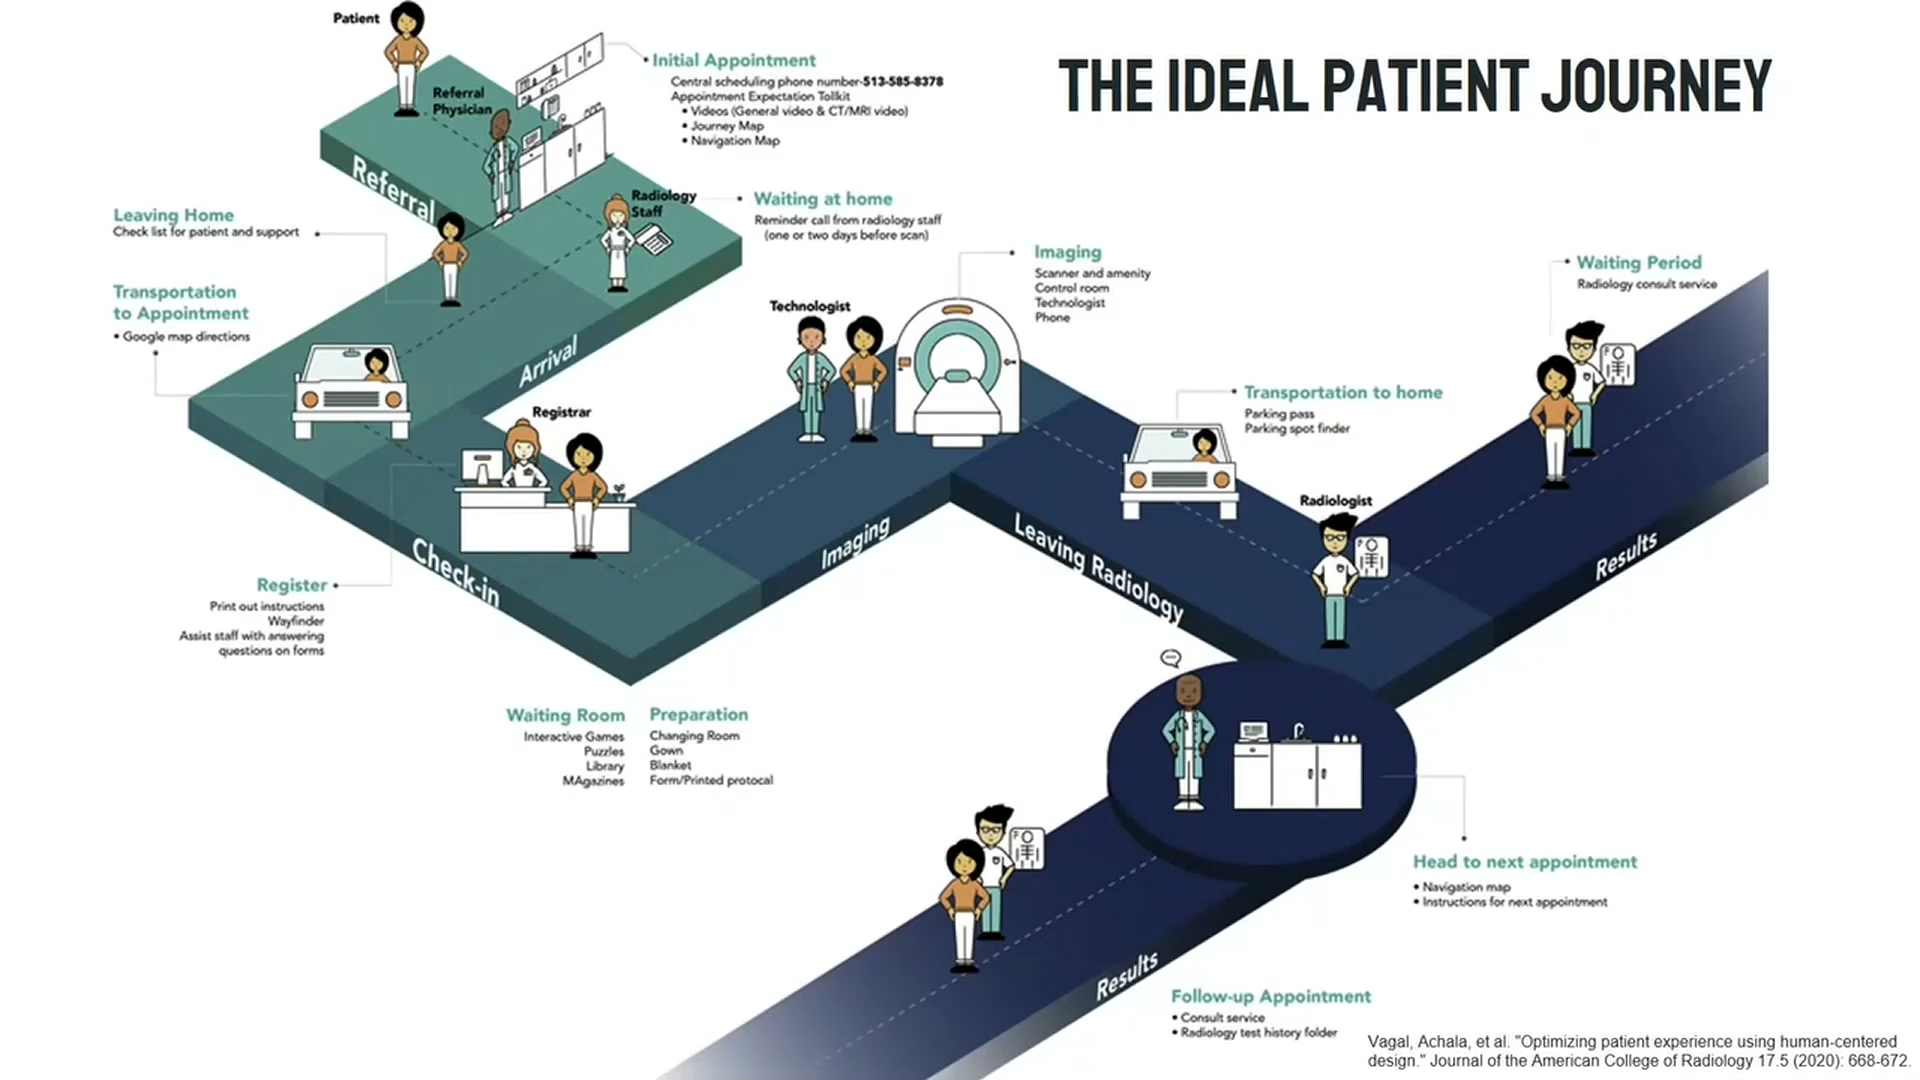 THE IDEAL PATIENT JOURNEY
Patient
Referral
Physician
Initial Appointment
Central scheduling phone number-513-585-8378
Appointment Expectation Tollkit
• Videos (General video & CT/MRI video)
• Journey Map
• Navigation Map
Referral
Radiology
Staff
Waiting at home
Reminder call from radiology staff
(one or two days before scan)
Leaving Home
Check list for patient and support
Transportation
to Appointment
• Google map directions
Arrival
Registrar
Check-in
Register
Print out instructions
Wayfinder
Assist staff with answering
questions on forms
Waiting Room
Interactive Games
Puzzles
Library
MAgazines
Preparation
Changing Room
Gown
Blanket
Form/Printed protocal
Technologist
Imaging
Scanner and amenity
Control room
Technologist
Phone
Imaging
Transportation to home
Parking pass
Parking spot finder
Leaving Radiology
Radiologist
Waiting Period
Radiology consult service
Results
Head to next appointment
• Navigation map
• Instructions for next appointment
Results
Follow-up Appointment
• Consult service
• Radiology test history folder
Vagal, Achala, et al. "Optimizing patient experience using human-centered
design." Journal of the American College of Radiology 17.5 (2020): 668-672.